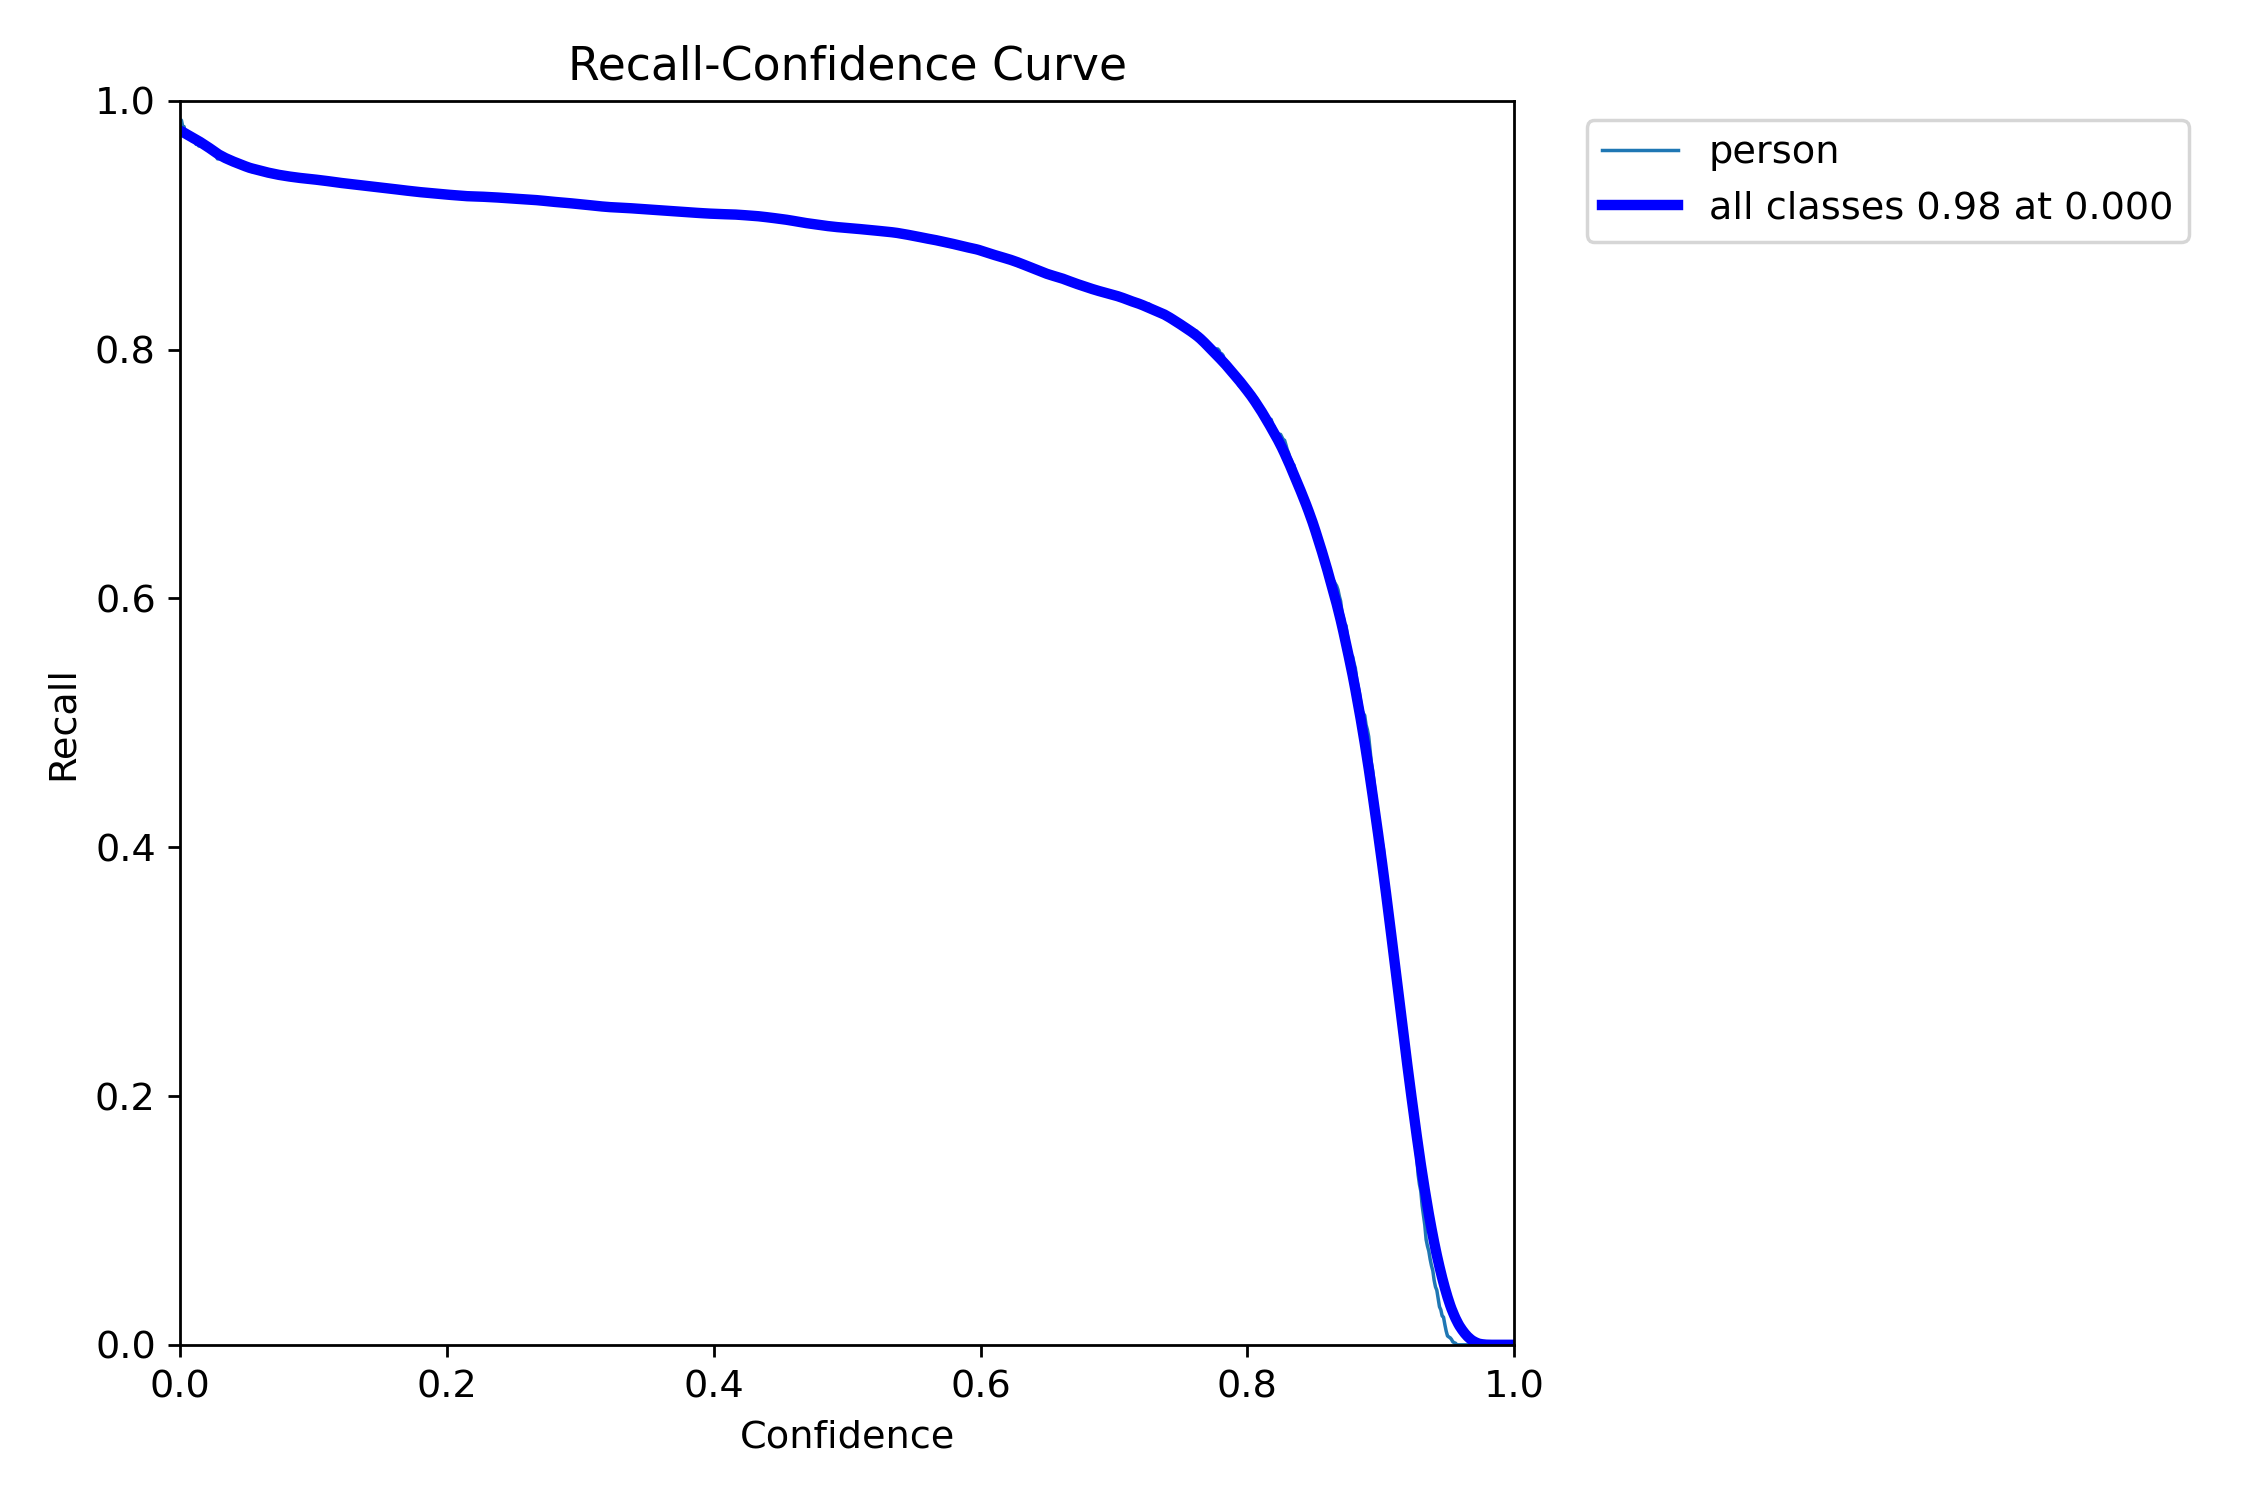 Recall-Confidence Curve
1.0
0.8
0.6
0.4
0.2
0.0
Recall
0.0 0.2 0.4 0.6 0.8 1.0
Confidence
person
all classes 0.98 at 0.000